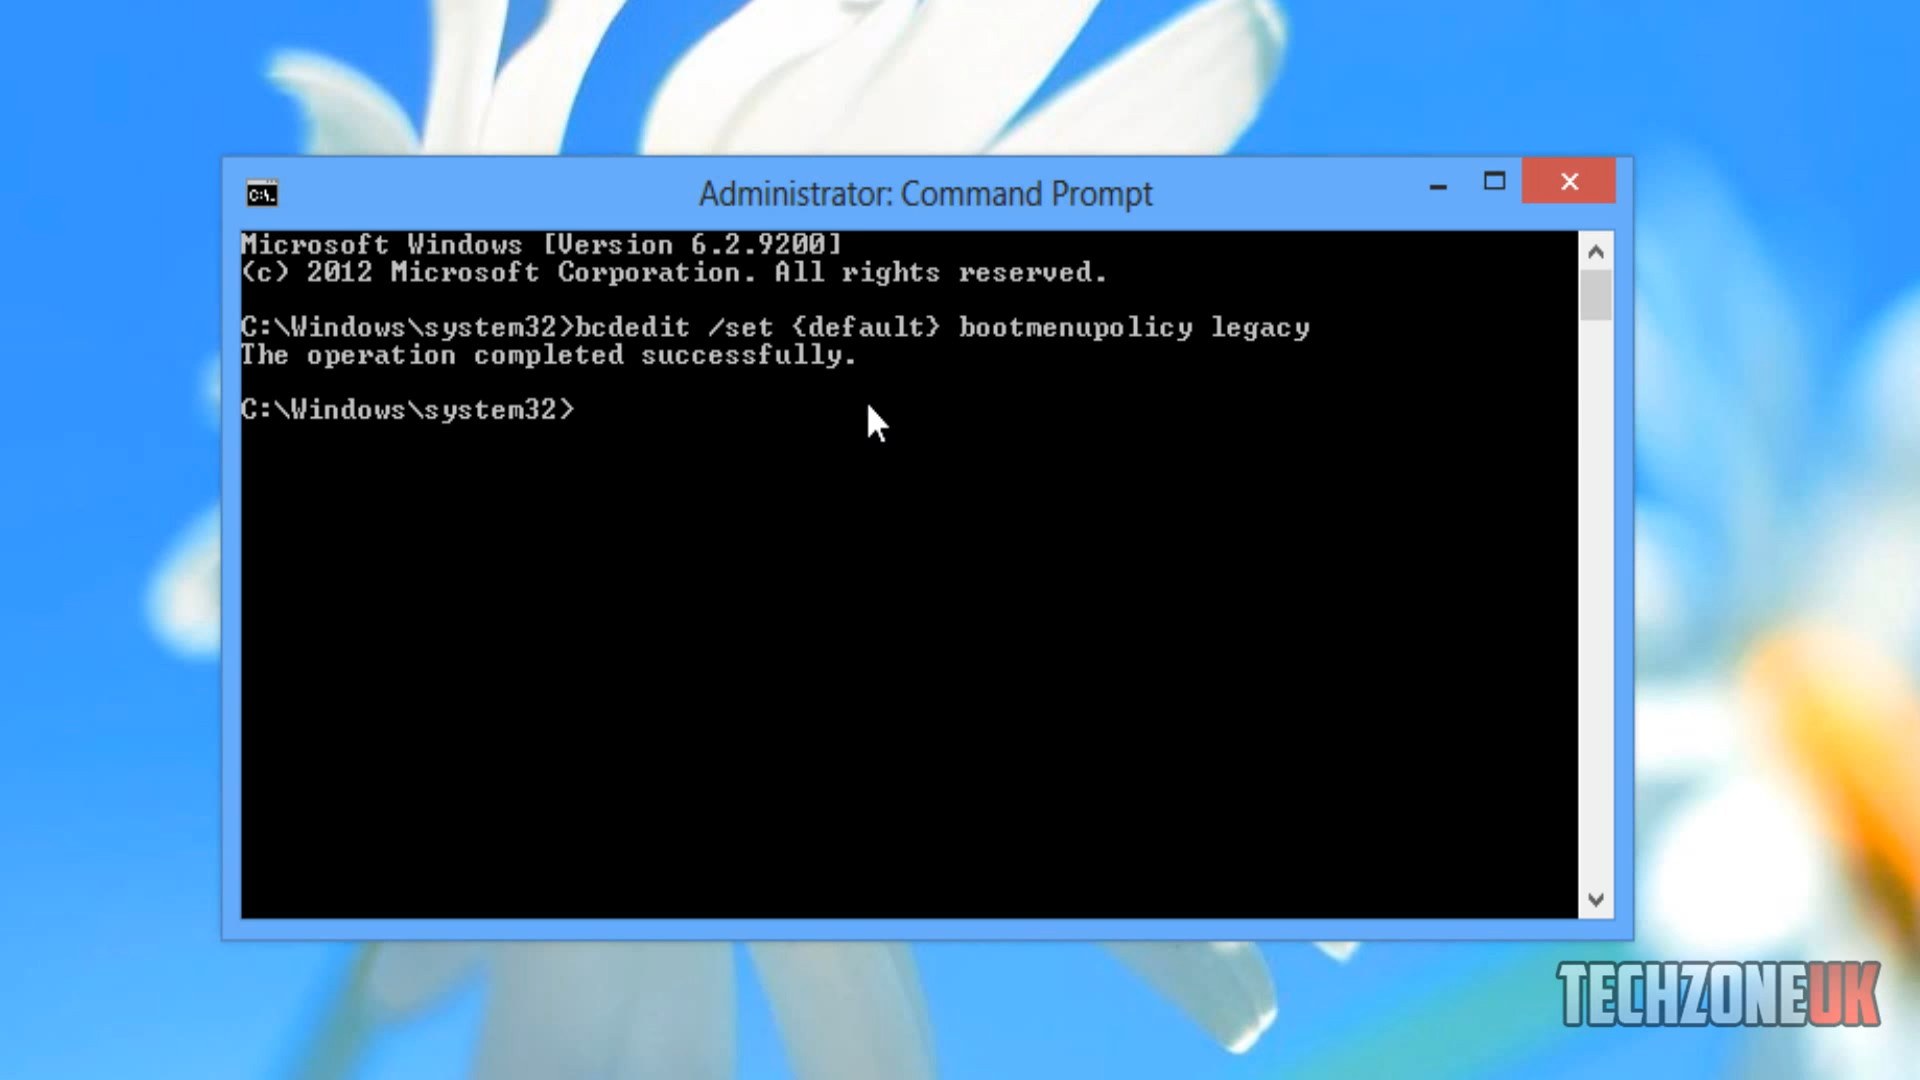 C:\.
Administrator: Command Prompt
Microsoft Windows [Version 6.2.9200]
(c) 2012 Microsoft Corporation. All rights reserved.
C:\Windows\system32>bcdedit /set {default} bootmenupolicy legacy
The operation completed successfully.
C:\Windows\system32>
TECHZONEUK